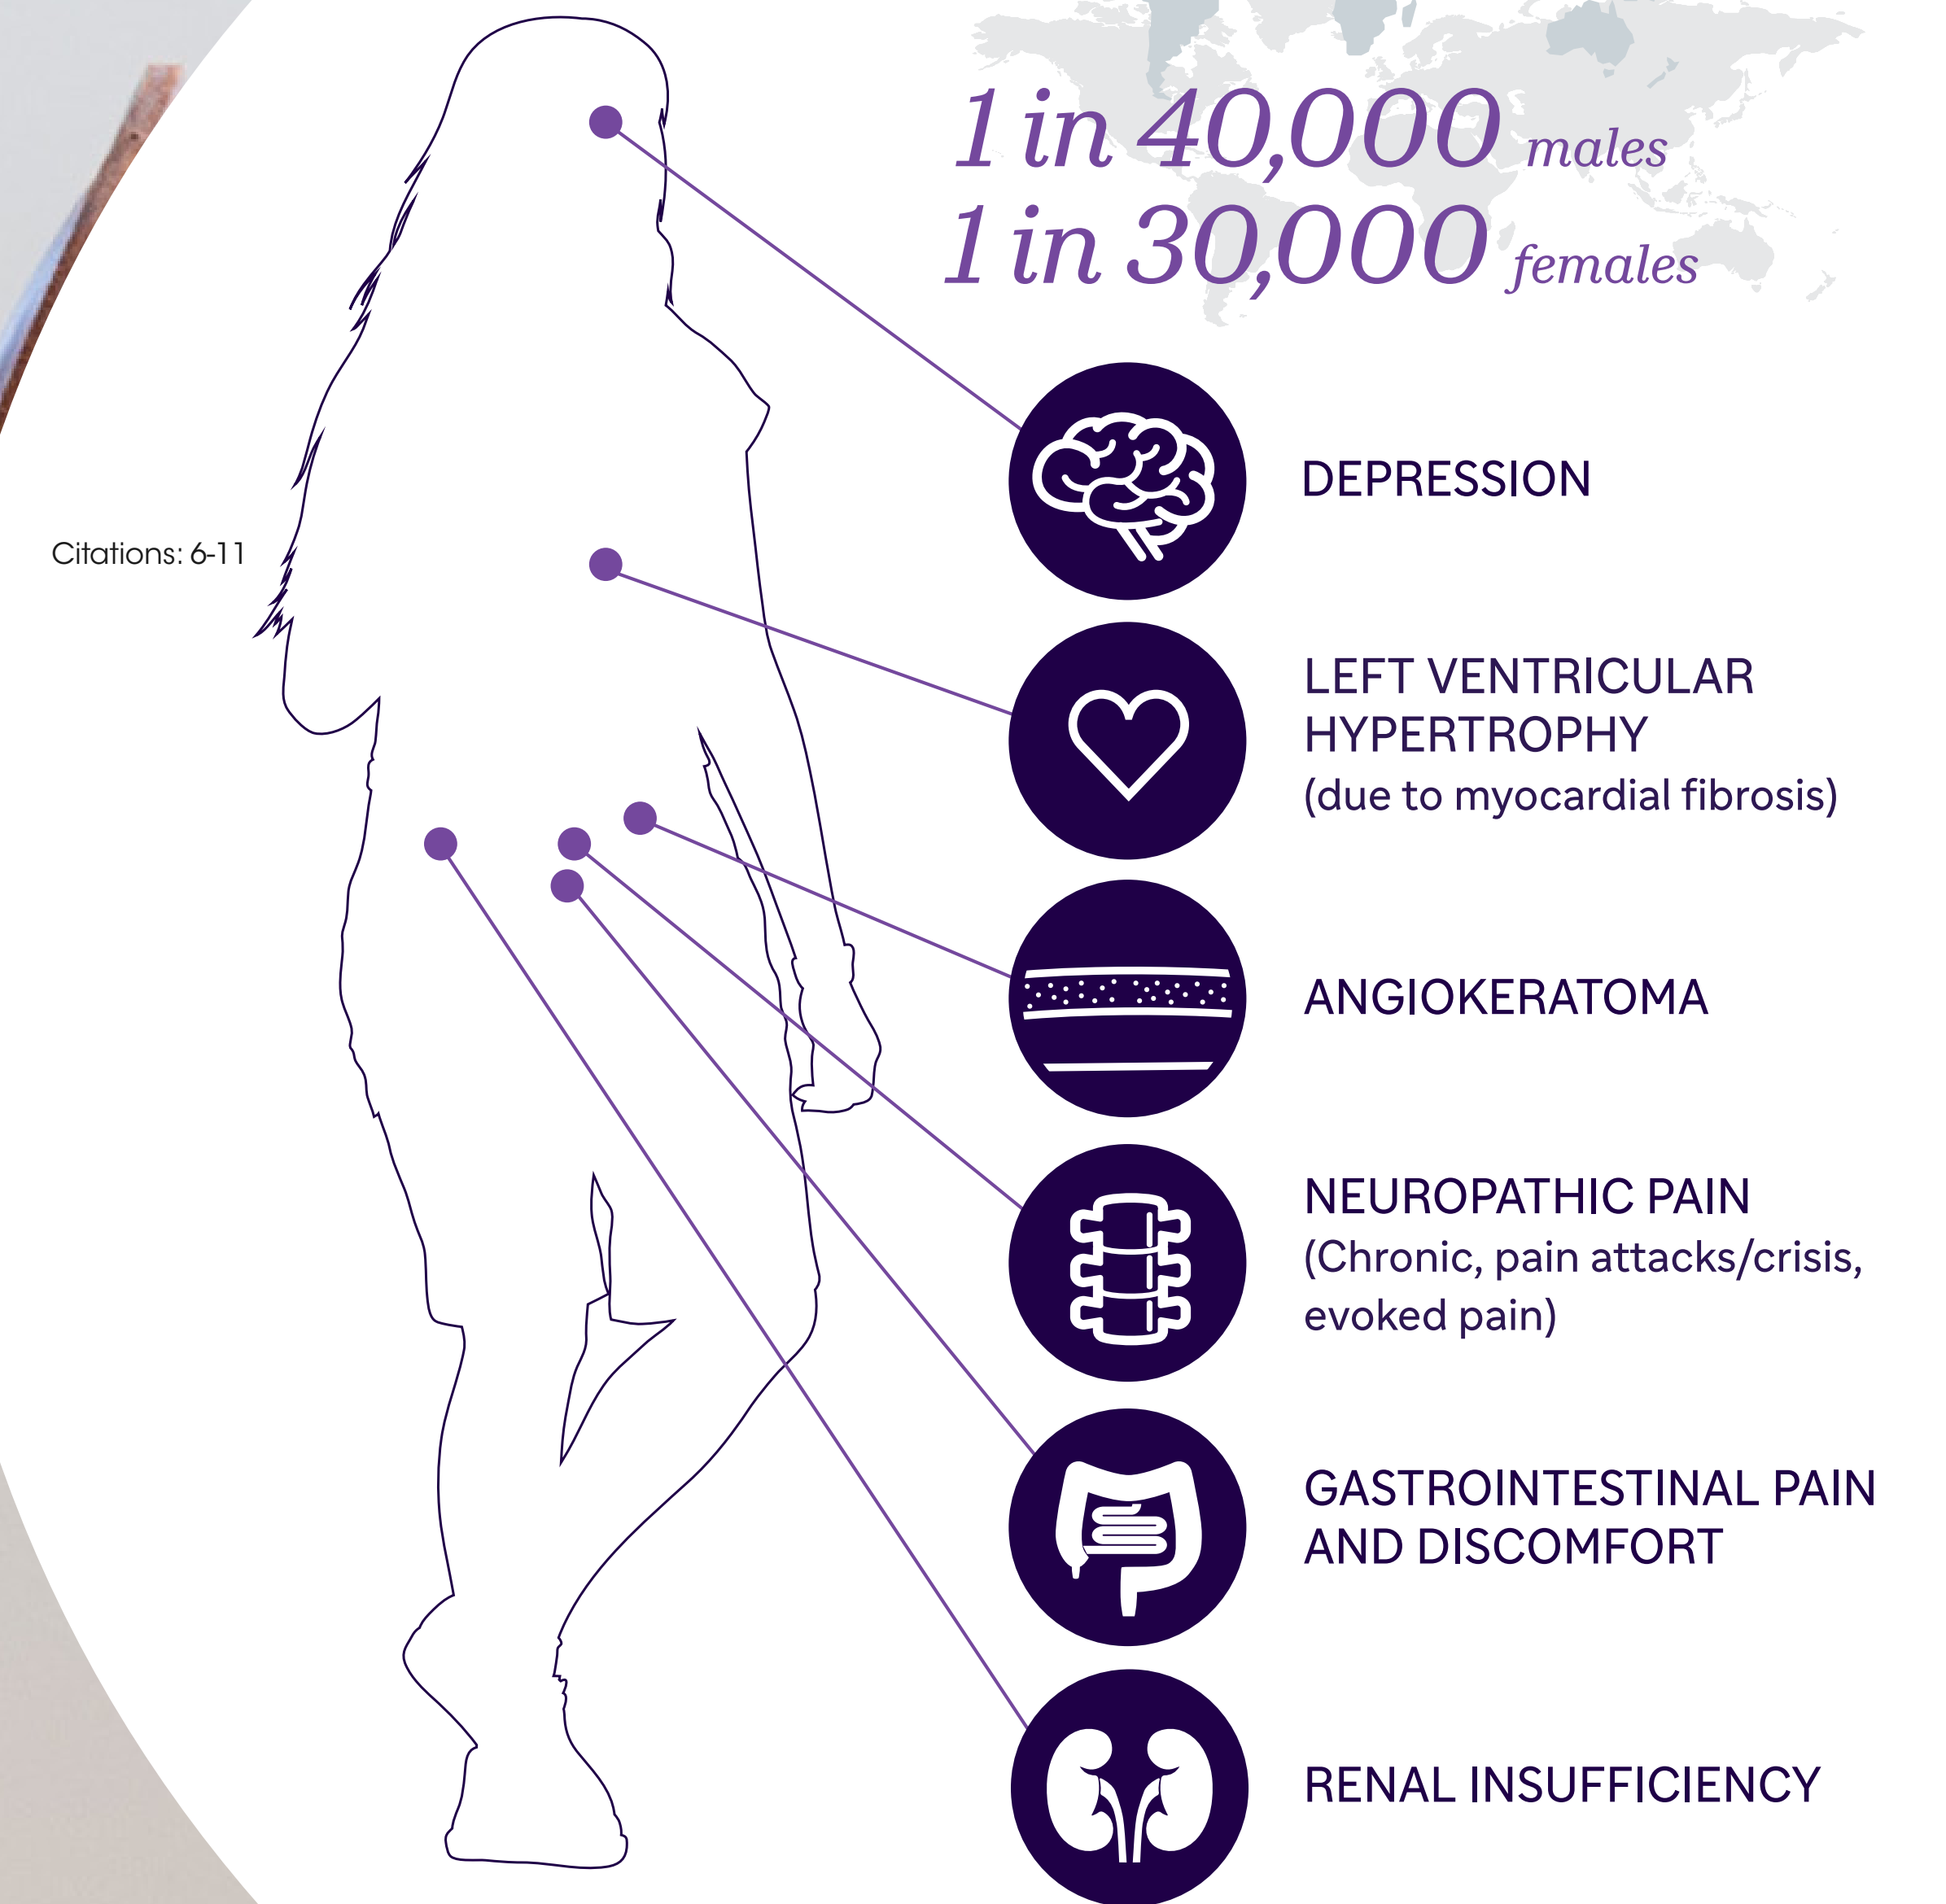 1 in 40,000 males
1 in 30,000 females
DEPRESSION
Citations: 6-11
LEFT VENTRICULAR
HYPERTROPHY
(due to myocardial fibrosis)
ANGIOKERATOMA
NEUROPATHIC PAIN
(Chronic, pain attacks/crisis,
evoked pain)
GASTROINTESTINAL PAIN
AND DISCOMFORT
RENAL INSUFFICIENCY